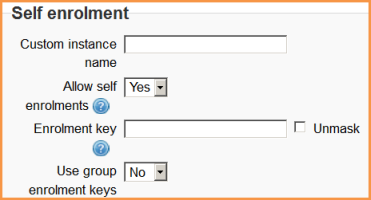 Self enrolment
Custom instance
name
Allow self Yes
enrolments
Enrolment key Unmask
Use group No
enrolment keys